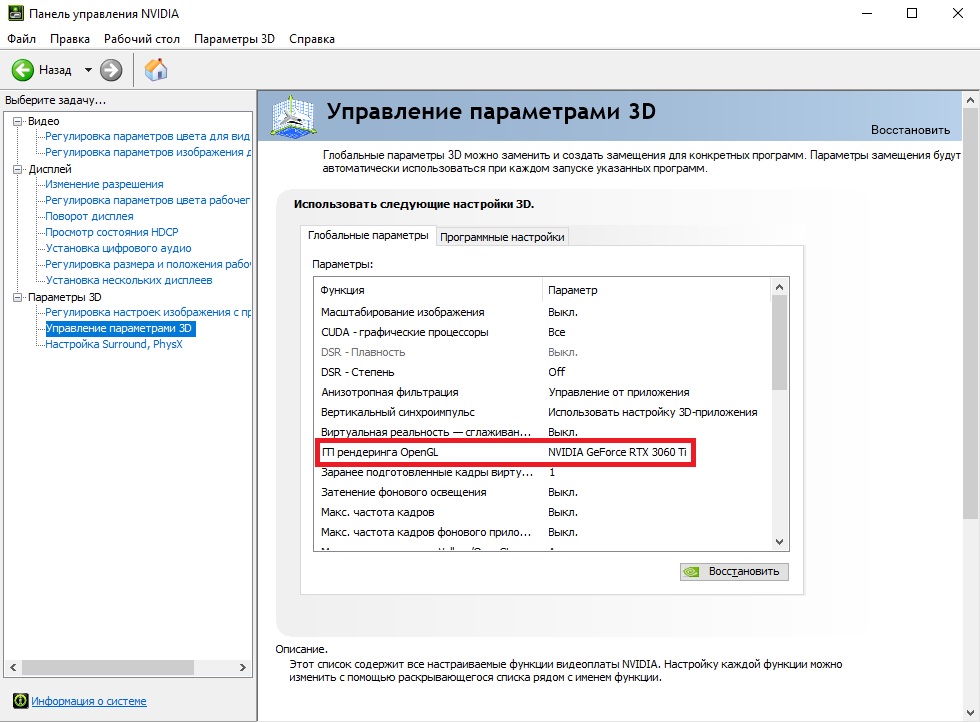 Панель управления NVIDIA
Файл Правка Рабочий стол Параметры 3D Справка
Назад
Выберите задачу...
Видео
Регулировка параметров цвета для вид
Регулировка параметров изображения д
Дисплей
Изменение разрешения
Регулировка параметров цвета рабочег
Поворот дисплея
Просмотр состояния HDCP
Установка цифрового аудио
Регулировка размера и положения рабо
Установка нескольких дисплеев
Параметры 3D
Регулировка настроек изображения с пр
Управление параметрами 3D
Настройка Surround, PhysX
Информация о системе
Управление параметрами 3D
Восстановить
Глобальные параметры 3D можно заменить и создать замещения для конкретных программ. Параметры замещения будут
автоматически использоваться при каждом запуске указанных программ.
Использовать следующие настройки 3D.
Глобальные параметры Программные настройки
Параметры:
Функция Параметр
Масштабирование изображения Выкл.
CUDA - графические процессоры Все
DSR - Плавность Выкл.
DSR - Степень Off
Анизотропная фильтрация Управление от приложения
Вертикальный синхроимпульс Использовать настройку 3D-приложения
Виртуальная реальность — сглаживан... Выкл.
ГП рендеринга OpenGL NVIDIA GeForce RTX 3060 Ti
Заранее подготовленные кадры вирту... 1
Затенение фонового освещения Выкл.
Макс. частота кадров Выкл.
Макс. частота кадров фонового прило... Выкл.
Восстановить
Описание.
Этот список содержит все настраиваемые функции видеоплаты NVIDIA. Настройку каждой функции можно
изменить с помощью раскрывающегося списка рядом с именем функции.